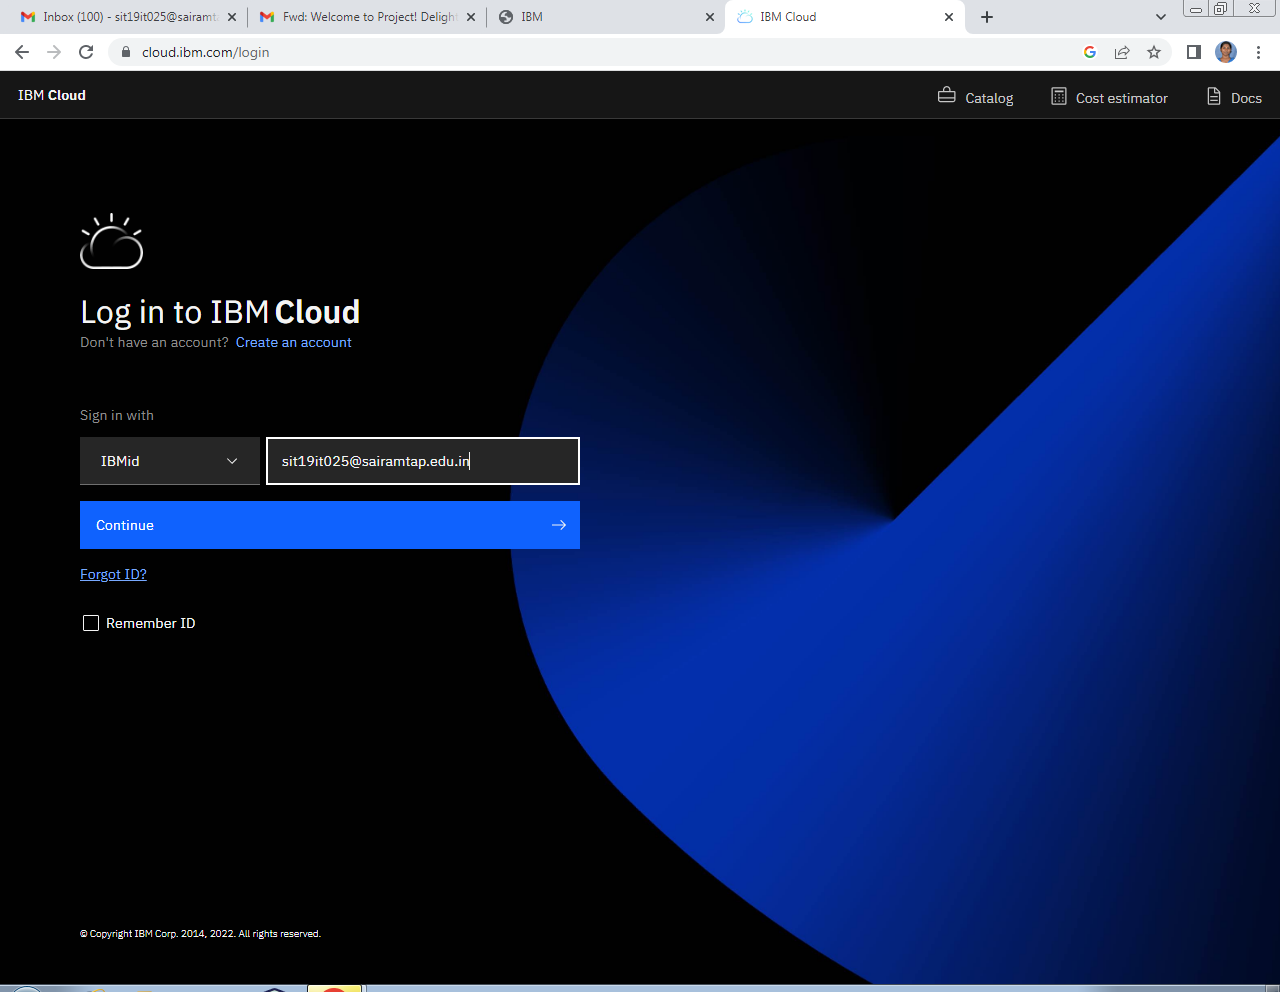 Inbox (100) - sit19it025@sairamta
Fwd: Welcome to Project! Delight
IBM
IBM Cloud
cloud.ibm.com/login
IBM Cloud
Catalog
Cost estimator
Docs
Log in to IBM Cloud
Don't have an account? Create an account
Sign in with
IBMid
sit19it025@sairamtap.edu.in
Continue
Forgot ID?
Remember ID
© Copyright IBM Corp. 2014, 2022. All rights reserved.